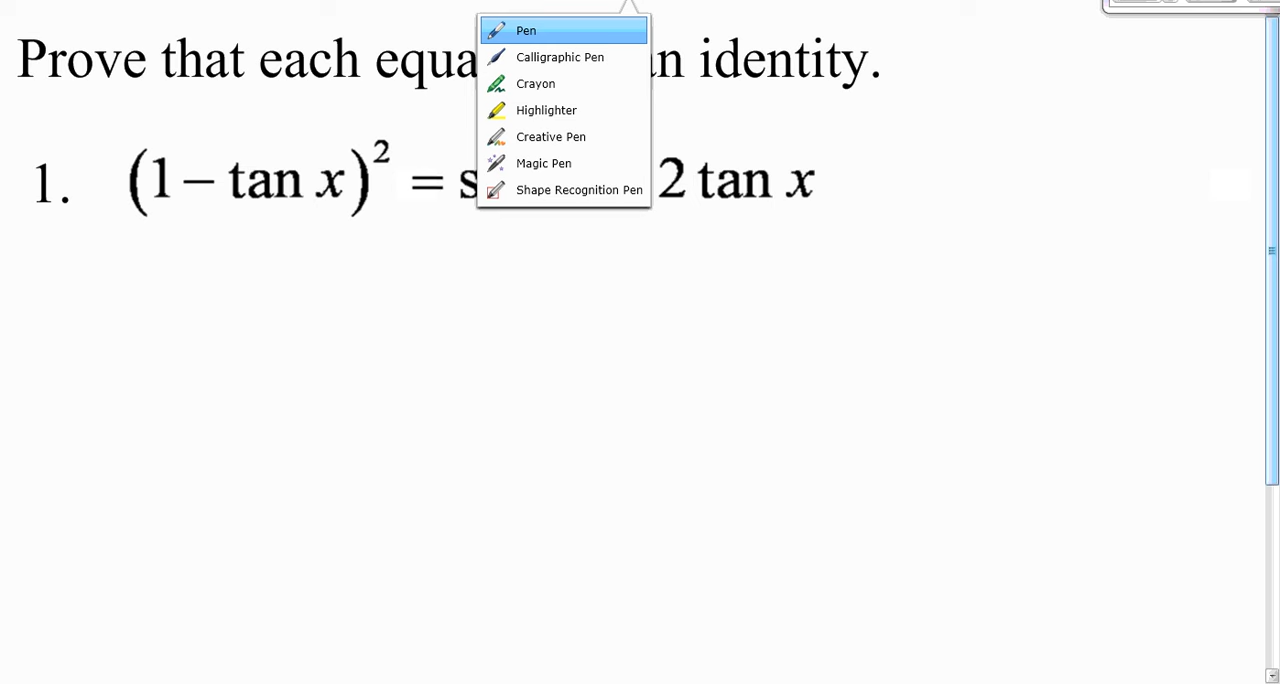 Pen
Prove that each equa n identity.
Calligraphic Pen
Crayon
Highlighter
Creative Pen
Magic Pen
1. (1 − tan x)² = s 2 tan x
Shape Recognition Pen